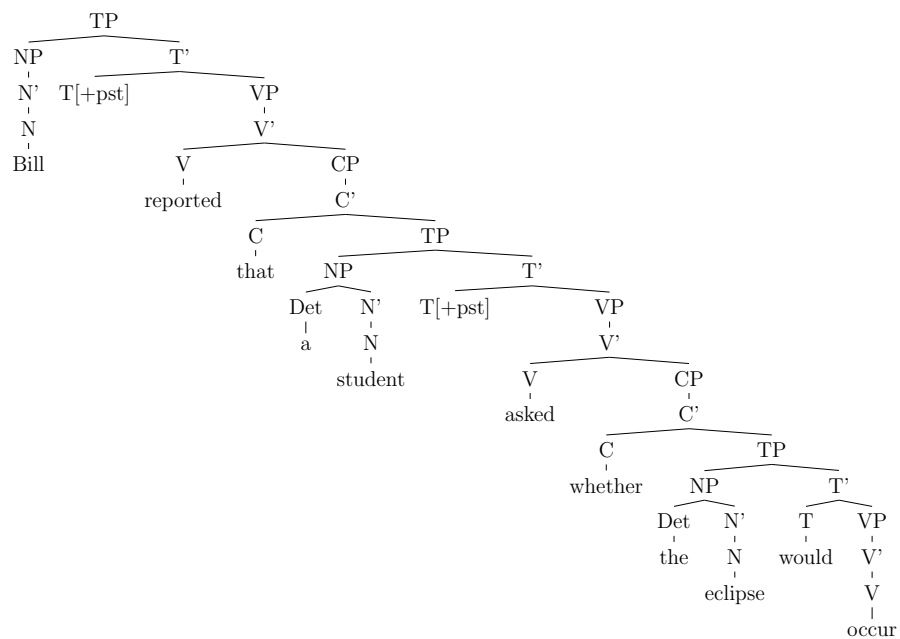 TP
NP T'
N' T[+pst] VP
N V'
Bill V CP
reported C'
C TP
that NP T'
Det N' T[+pst] VP
a N V'
student V CP
asked C'
C TP
whether NP T'
Det N' T VP
the N would V'
eclipse V
occur